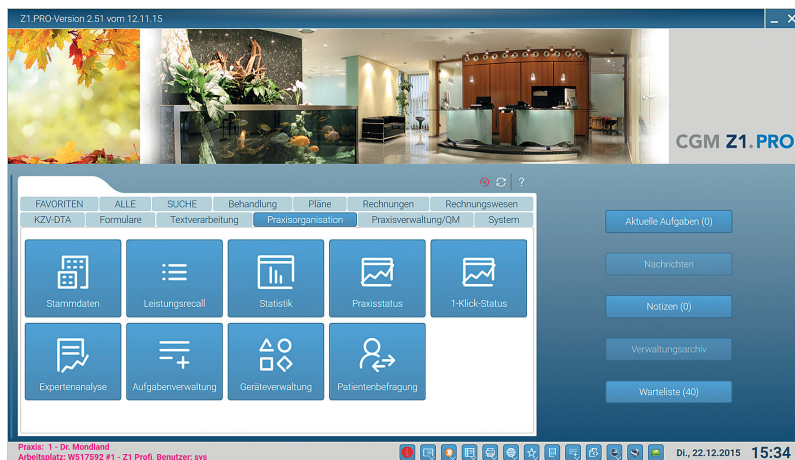 Z1.PRO-Version 2.51 vom 12.11.15
CGM Z1.PRO
?
FAVORITEN ALLE SUCHE Behandlung Pläne Rechnungen Rechnungswesen
KZV-DTA Formulare Textverarbeitung Praxisorganisation Praxisverwaltung/QM System
Stammdaten Leistungsrecall Statistik Praxisstatus 1-Klick-Status
Expertenanalyse Aufgabenverwaltung Geräteverwaltung Patientenbefragung
Aktuelle Aufgaben (0)
Nachrichten
Notizen (0)
Verwaltungsarchiv
Warteliste (40)
Praxis: 1 - Dr. Mondland
Arbeitsplatz: W517592 #1 - Z1 Profi, Benutzer: sys
Di., 22.12.2015 15:34